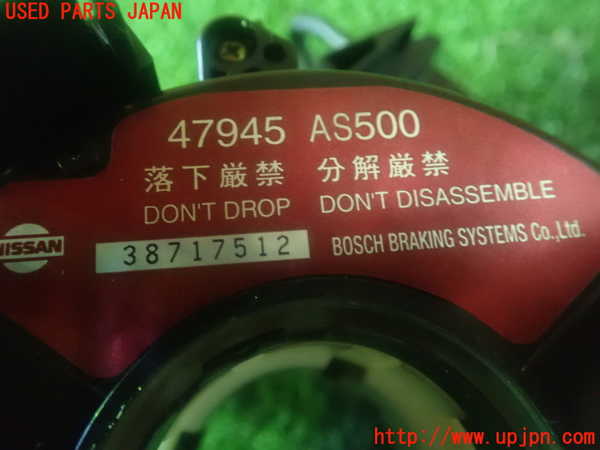 USED PARTS JAPAN
47945 AS500
落下厳禁 分解厳禁
DON'T DROP DON'T DISASSEMBLE
NISSAN 38717512 BOSCH BRAKING SYSTEMS Co.,Ltd.
http://www.upjpn.com